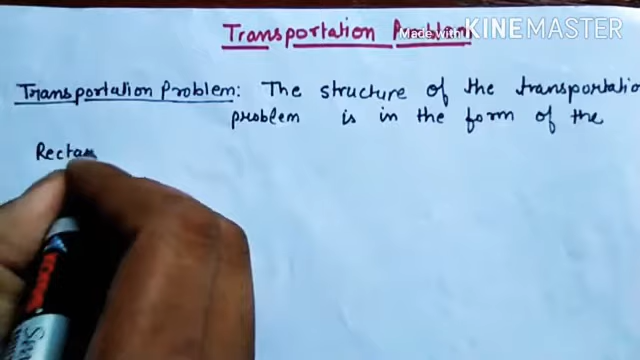 Transportation Problem
Made with KINEMASTER
Transportation Problem: The structure of the transportatio
problem is in the form of the
Recta